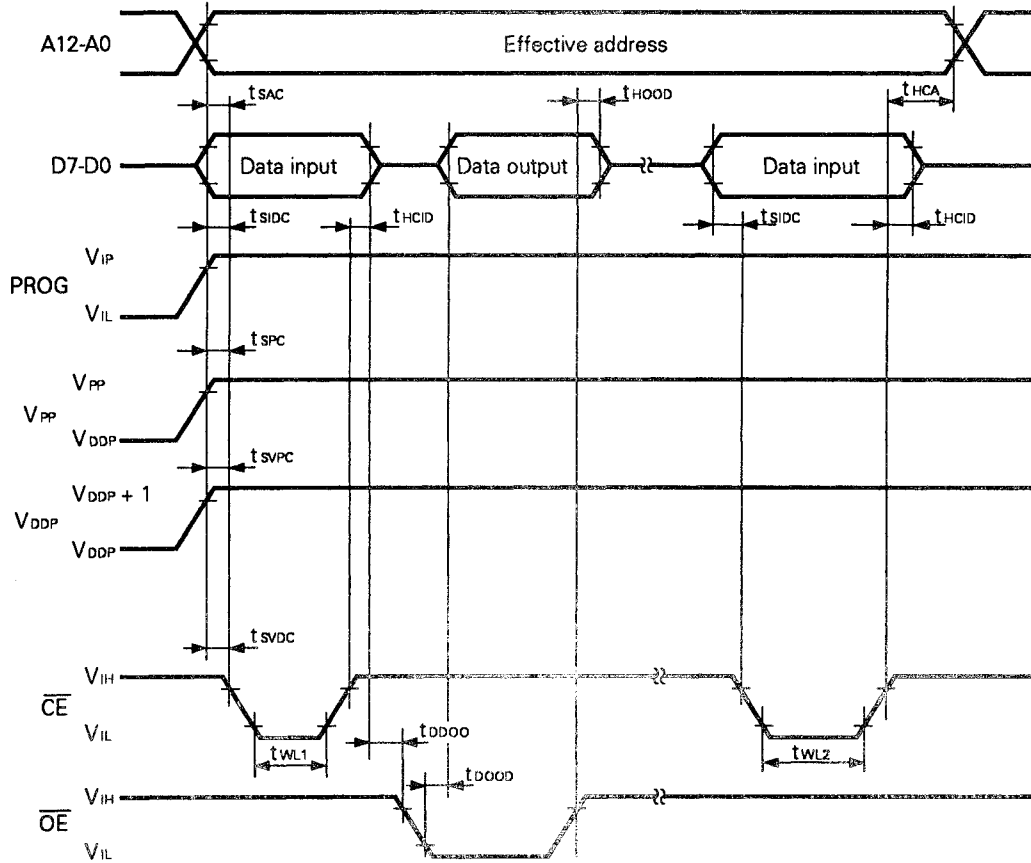 A12-A0
Effective address
tSAC
tHOOD
tHCA
D7-D0
Data input
Data output
Data input
tSIDC
tHCID
tSIDC
tHCID
PROG
VIP
VIL
tSPC
VPP
VPP
VDDP
tSVPC
VDDP + 1
VDDP
VDDP
tSVDC
CE
VIH
VIL
tWL1
tDDOO
tWL2
tDOOD
OE
VIH
VIL